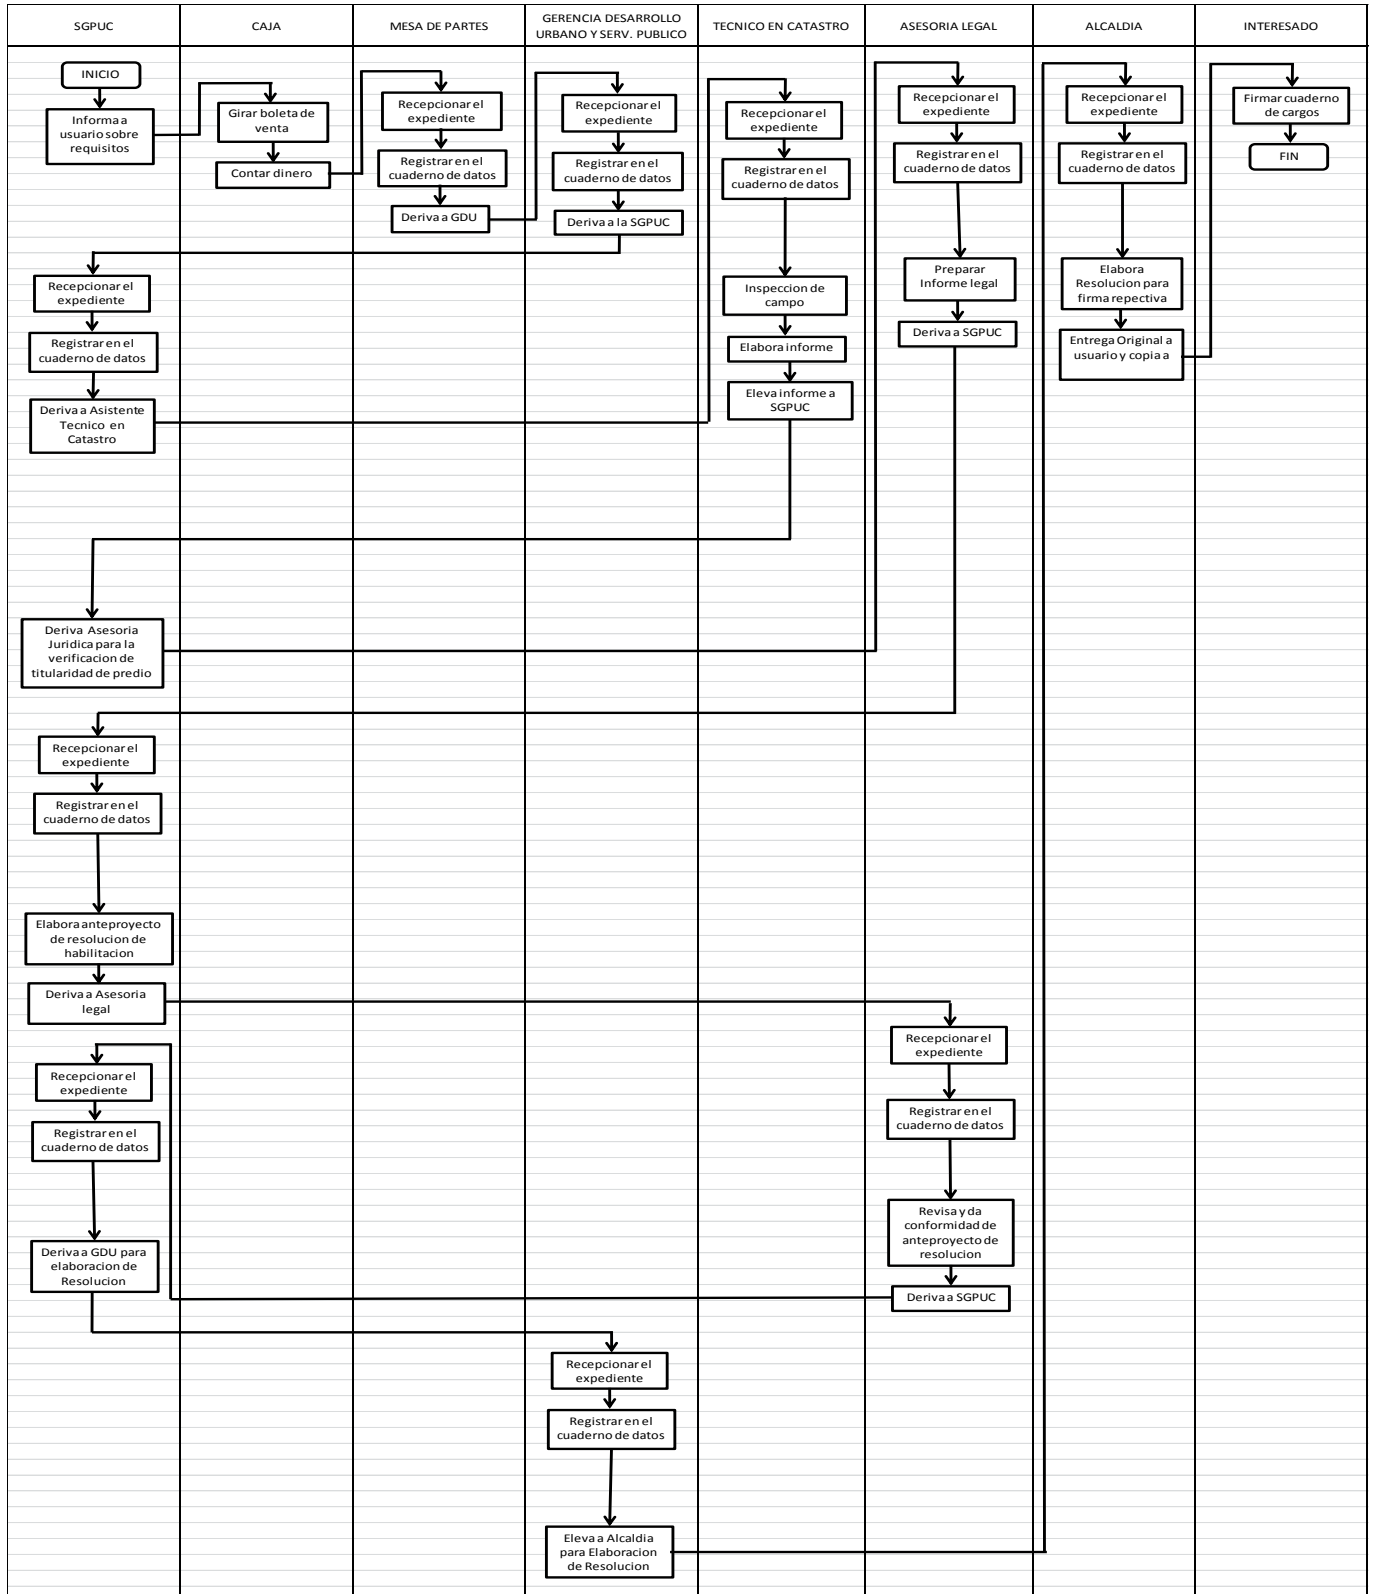 SGPUC
CAJA
MESA DE PARTES
GERENCIA DESARROLLO
URBANO Y SERV. PUBLICO
TECNICO EN CATASTRO
ASESORIA LEGAL
ALCALDIA
INTERESADO
INICIO
Informa a
usuario sobre
requisitos
Recepcionar el
expediente
Registrar en el
cuaderno de datos
Deriva a Asistente
Tecnico en
Catastro
Deriva Asesoria
Juridica para la
verificacion de
titularidad de predio
Recepcionar el
expediente
Registrar en el
cuaderno de datos
Elabora anteproyecto
de resolucion de
habilitacion
Deriva a Asesoria
legal
Recepcionar el
expediente
Registrar en el
cuaderno de datos
Deriva a GDU para
elaboracion de
Resolucion
Girar boleta de
venta
Contar dinero
Recepcionar el
expediente
Registrar en el
cuaderno de datos
Deriva a GDU
Recepcionar el
expediente
Registrar en el
cuaderno de datos
Deriva a la SGPUC
Recepcionar el
expediente
Registrar en el
cuaderno de datos
Eleva a Alcaldia
para Elaboracion
de Resolucion
Recepcionar el
expediente
Registrar en el
cuaderno de datos
Inspeccion de
campo
Elabora informe
Eleva informe a
SGPUC
Recepcionar el
expediente
Registrar en el
cuaderno de datos
Preparar
Informe legal
Deriva a SGPUC
Recepcionar el
expediente
Registrar en el
cuaderno de datos
Revisa y da
conformidad de
anteproyecto de
resolucion
Deriva a SGPUC
Recepcionar el
expediente
Registrar en el
cuaderno de datos
Elabora
Resolucion para
firma repectiva
Entrega Original a
usuario y copia a
Firmar cuaderno
de cargos
FIN